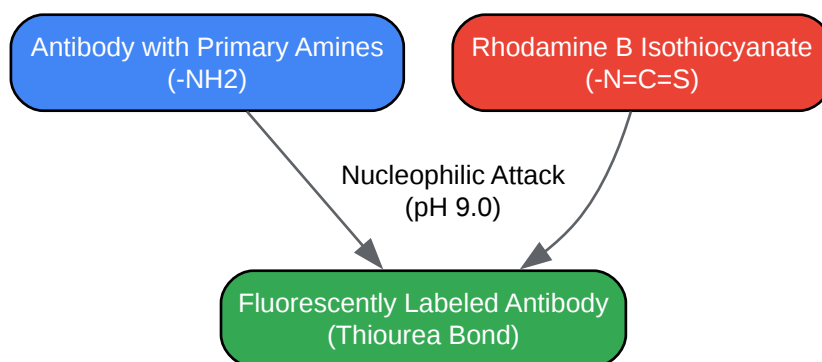 Antibody with Primary Amines
(-NH2)
Rhodamine B Isothiocyanate
(-N=C=S)
Nucleophilic Attack
(pH 9.0)
Fluorescently Labeled Antibody
(Thiourea Bond)